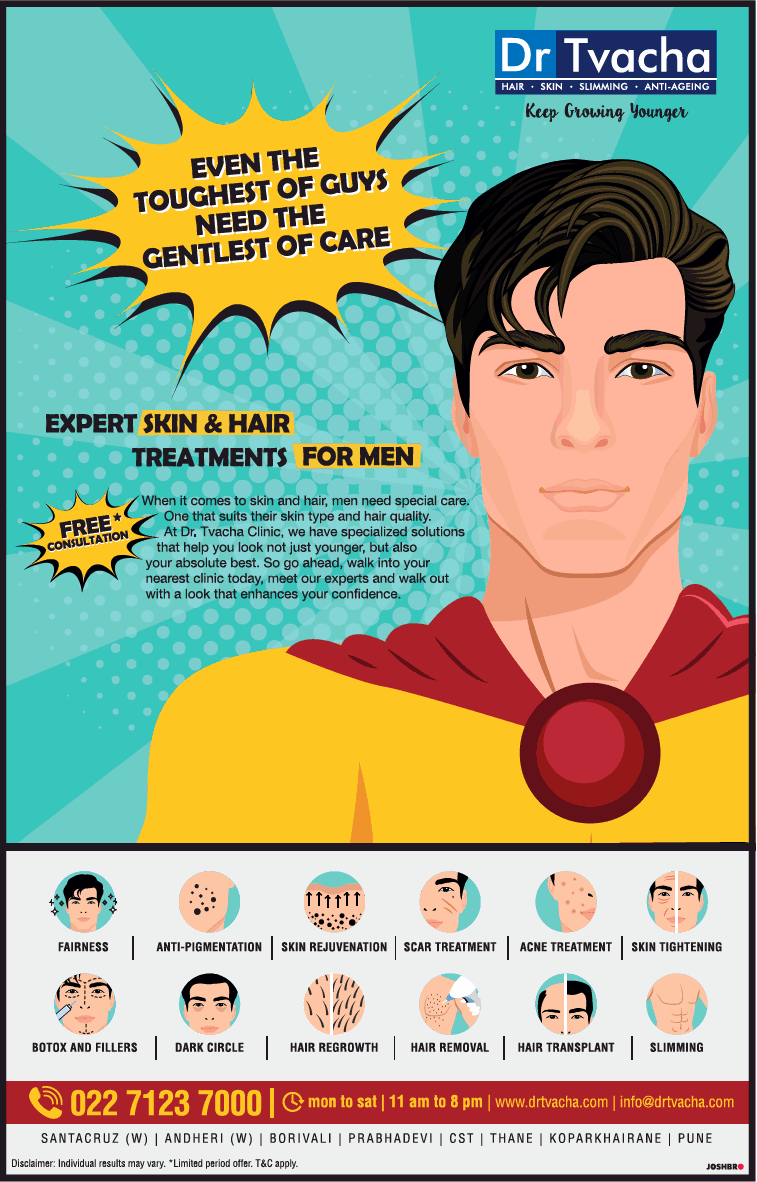 Dr Tvacha
HAIR • SKIN • SLIMMING • ANTI-AGEING
Keep Growing Younger
EVEN THE
TOUGHEST OF GUYS
NEED THE
GENTLEST OF CARE
EXPERT SKIN & HAIR
TREATMENTS FOR MEN
FREE*
CONSULTATION
When it comes to skin and hair, men need special care.
One that suits their skin type and hair quality.
At Dr. Tvacha Clinic, we have specialized solutions
that help you look not just younger, but also
your absolute best. So go ahead, walk into your
nearest clinic today, meet our experts and walk out
with a look that enhances your confidence.
FAIRNESS | ANTI-PIGMENTATION | SKIN REJUVENATION | SCAR TREATMENT | ACNE TREATMENT | SKIN TIGHTENING
BOTOX AND FILLERS | DARK CIRCLE | HAIR REGROWTH | HAIR REMOVAL | HAIR TRANSPLANT | SLIMMING
022 7123 7000 | mon to sat | 11 am to 8 pm | www.drtvacha.com | info@drtvacha.com
SANTACRUZ (W) | ANDHERI (W) | BORIVALI | PRABHADEVI | CST | THANE | KOPARKHAIRANE | PUNE
Disclaimer: Individual results may vary. *Limited period offer. T&C apply.
JOSHBRO